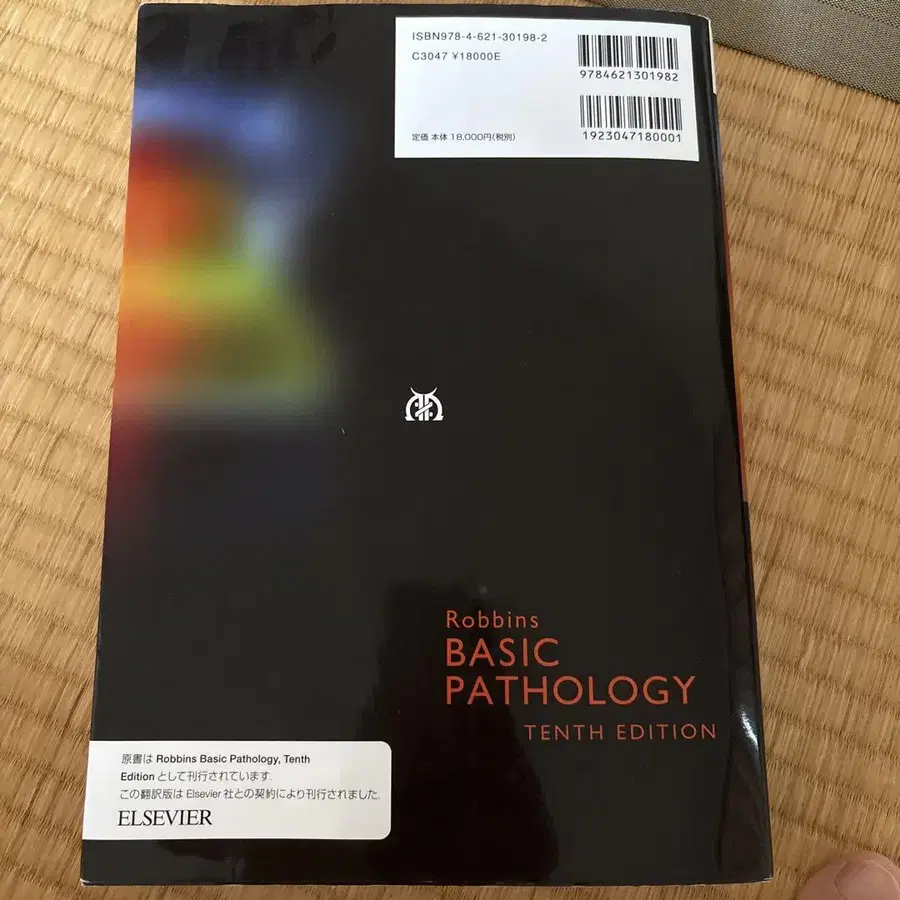 ISBN978-4-621-30198-2
C3047 ¥18000E
定価 本体 18,000円(税別)
9784621301982
1923047180001
Robbins
BASIC
PATHOLOGY
TENTH EDITION
原書は Robbins Basic Pathology, Tenth
Edition として刊行されています.
この翻訳版は Elsevier 社との契約により刊行されました.
ELSEVIER